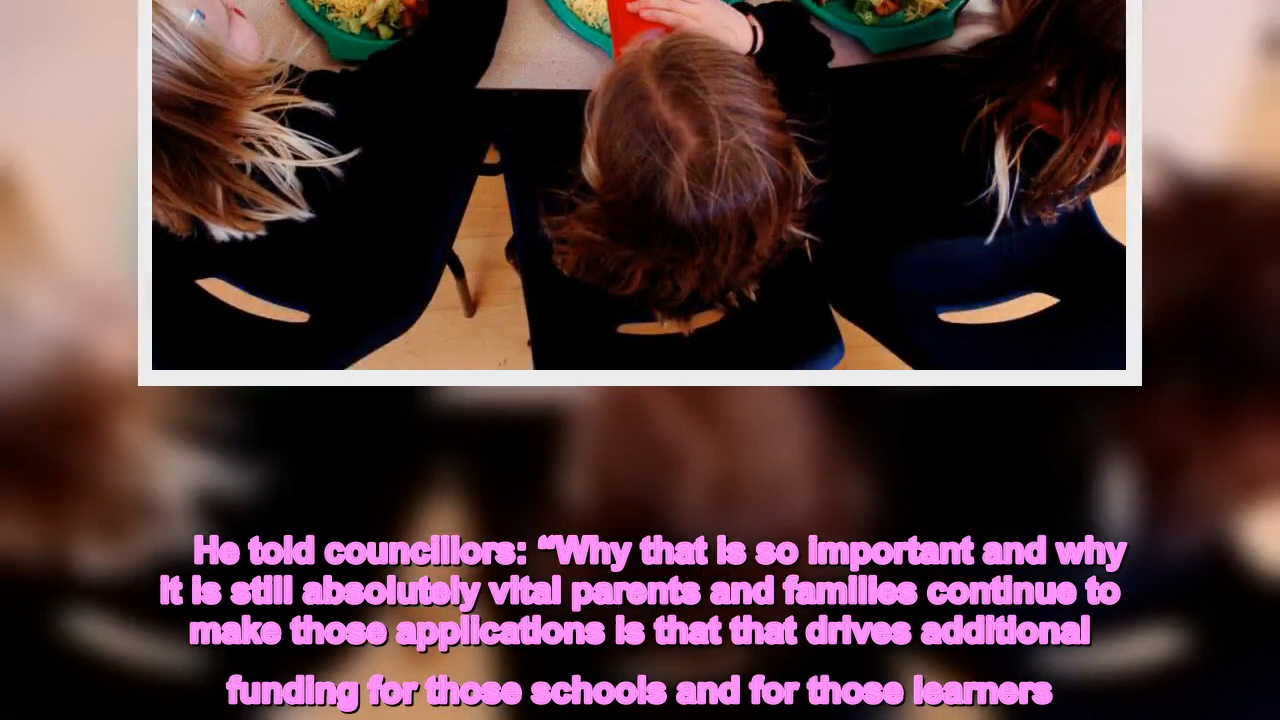 He told councillors: “Why that is so important and why
it is still absolutely vital parents and families continue to
make those applications is that that drives additional
funding for those schools and for those learners